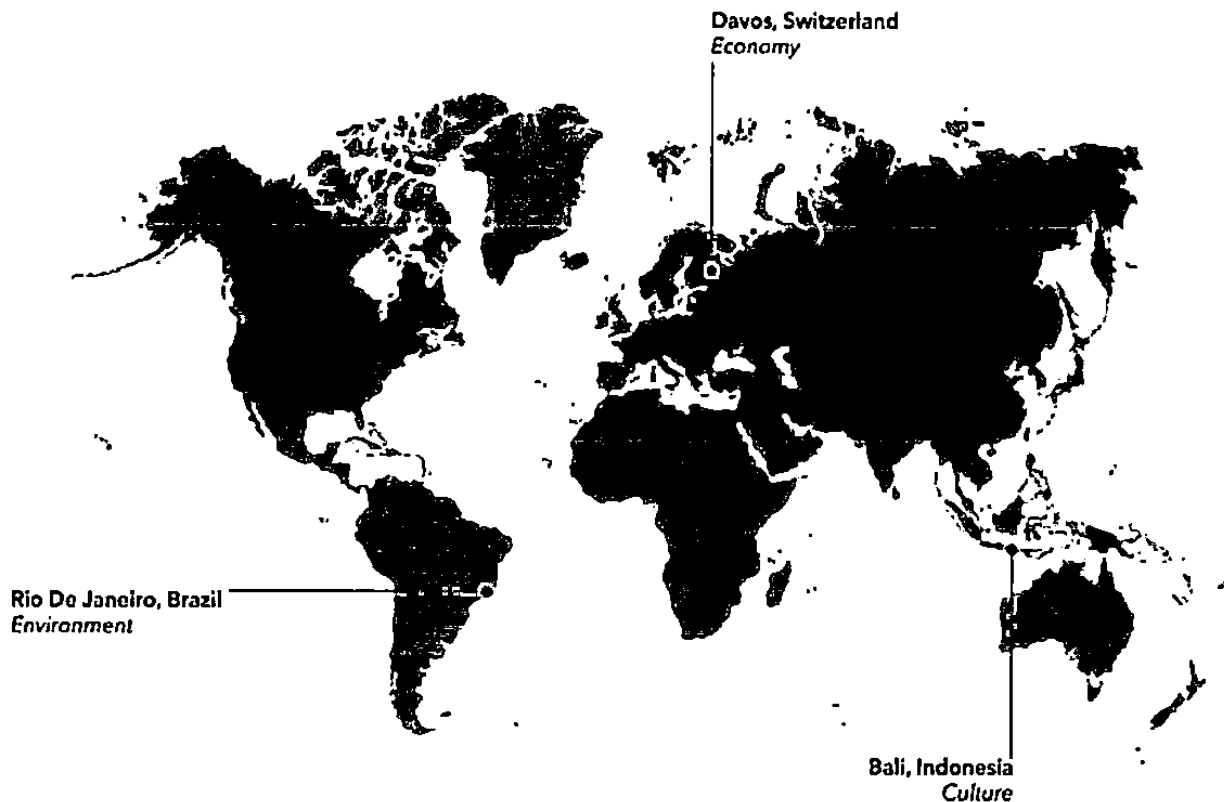 Davos, Switzerland
Economy
Rio De Janeiro, Brazil
Environment
Bali, Indonesia
Culture